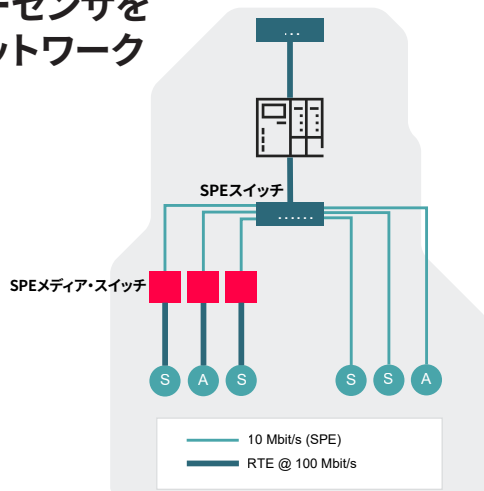 ーセンサを
ットワーク
...
SPEスイッチ
......
SPEメディア・スイッチ
S A S S S A
10 Mbit/s (SPE)
RTE @ 100 Mbit/s